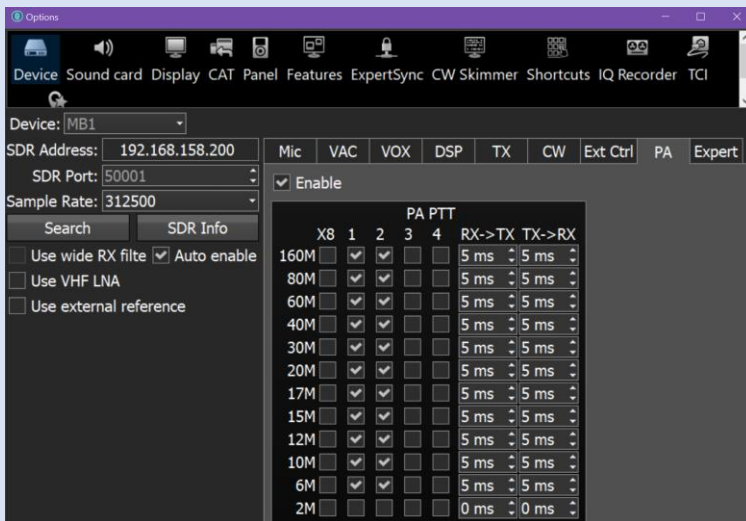 Options
Device Sound card Display CAT Panel Features ExpertSync CW Skimmer Shortcuts IQ Recorder TCI
Device: MB1
SDR Address: 192.168.158.200
SDR Port: 50001
Sample Rate: 312500
Search SDR Info
Use wide RX filte Auto enable
Use VHF LNA
Use external reference
Mic VAC VOX DSP TX CW Ext Ctrl PA Expert
Enable
PA PTT
X8 1 2 3 4 RX->TX TX->RX
160M 5 ms 5 ms
80M 5 ms 5 ms
60M 5 ms 5 ms
40M 5 ms 5 ms
30M 5 ms 5 ms
20M 5 ms 5 ms
17M 5 ms 5 ms
15M 5 ms 5 ms
12M 5 ms 5 ms
10M 5 ms 5 ms
6M 5 ms 5 ms
2M 0 ms 0 ms